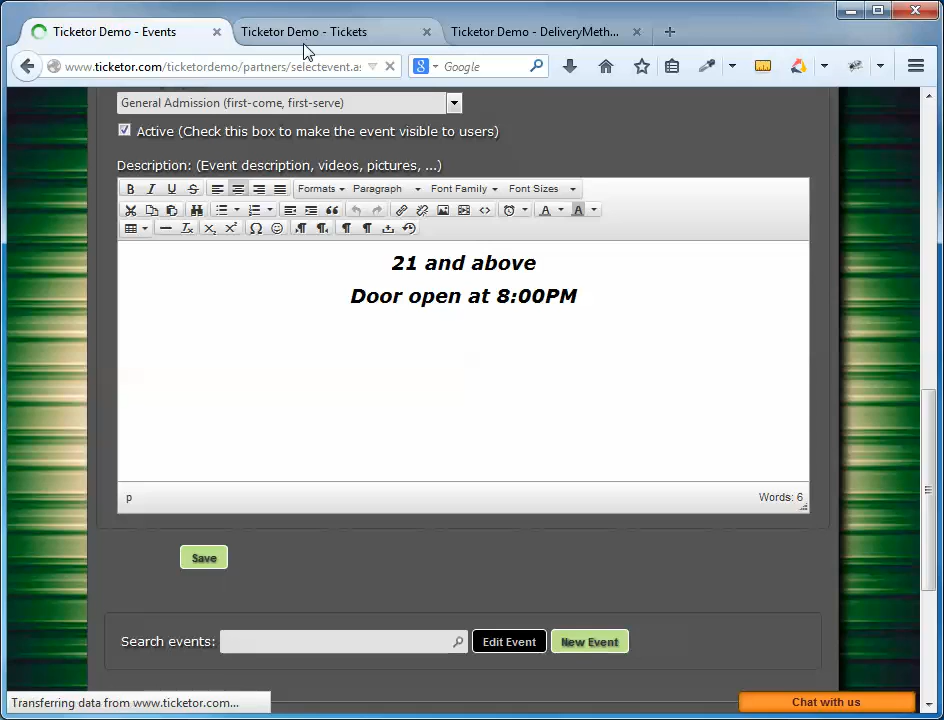 Ticketor Demo - Events
Ticketor Demo - Tickets
Ticketor Demo - DeliveryMeth...
www.ticketor.com/ticketordemo/partners/selectevent.as
Google
General Admission (first-come, first-serve)
Active (Check this box to make the event visible to users)
Description: (Event description, videos, pictures, ...)
Formats
Paragraph
Font Family
Font Sizes
21 and above
Door open at 8:00PM
p
Words: 6
Save
Search events:
Edit Event
New Event
Transferring data from www.ticketor.com...
Chat with us